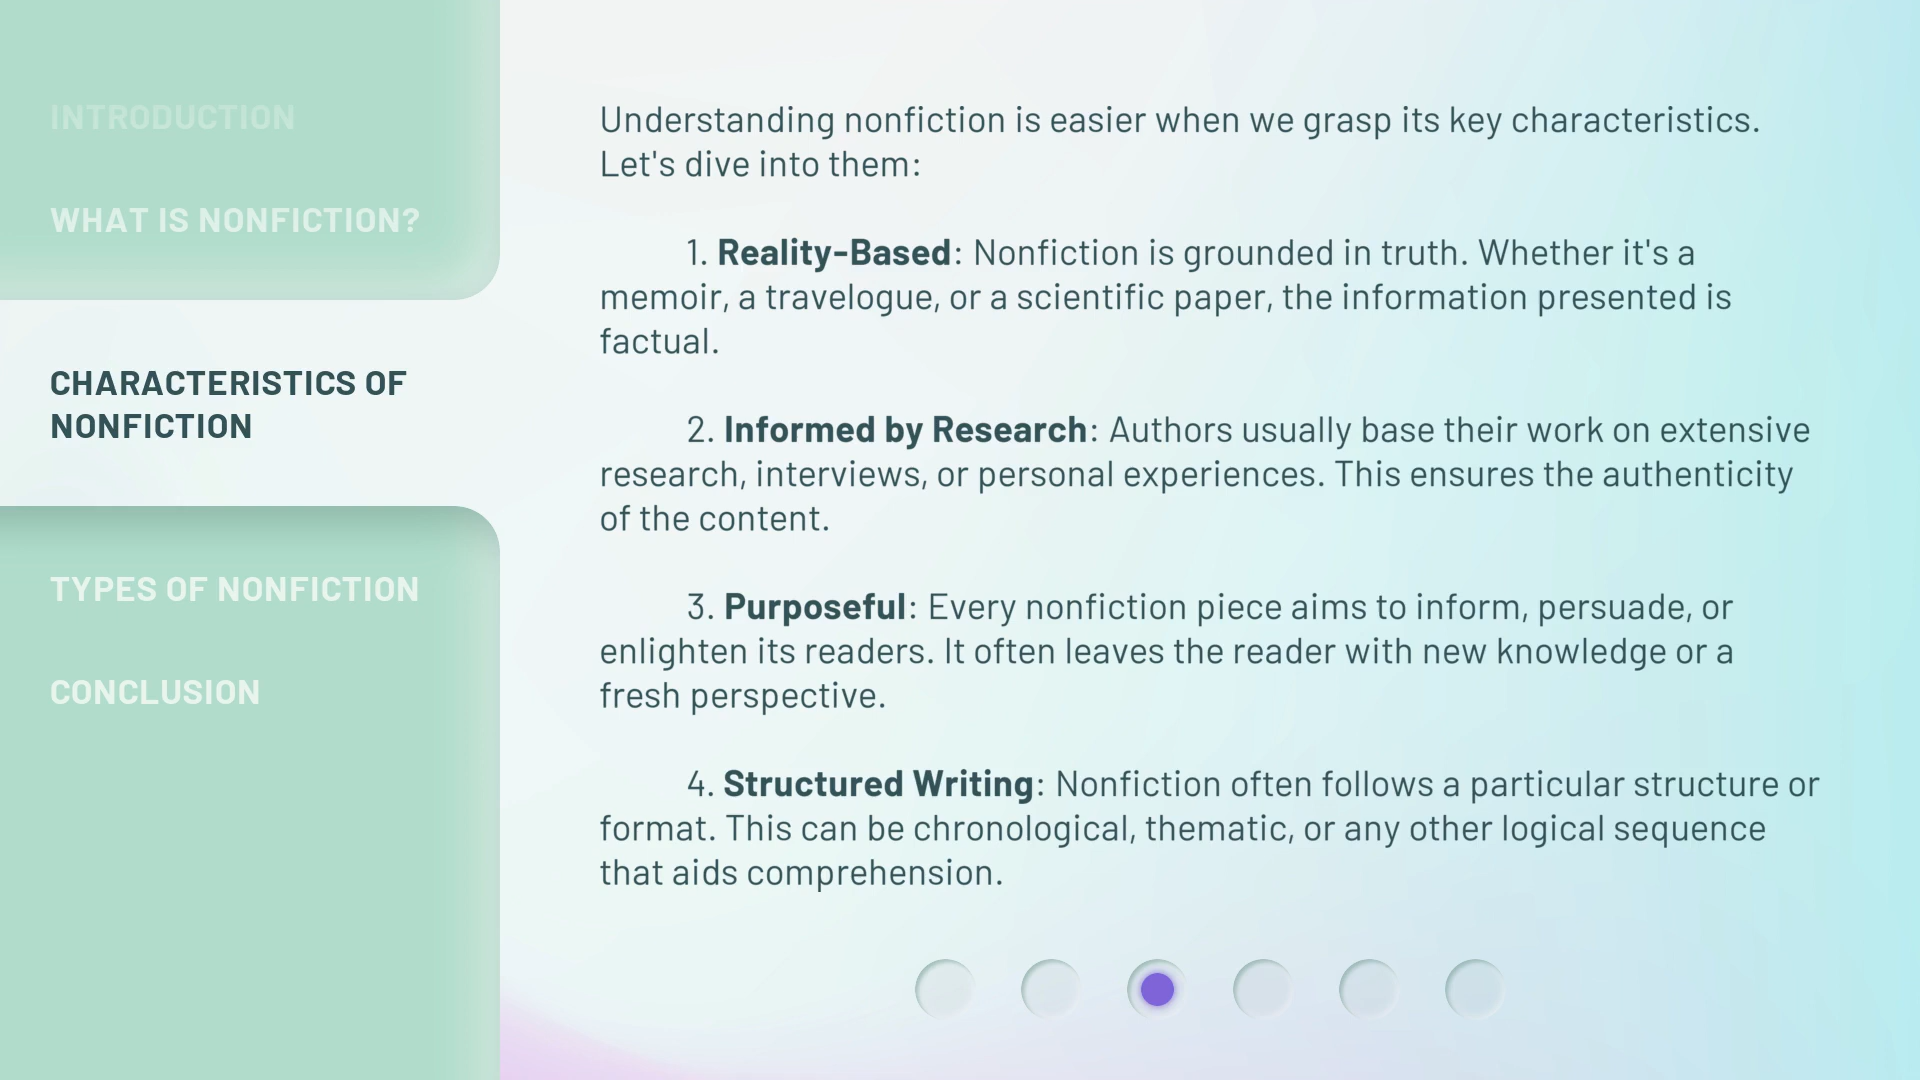 INTRODUCTION
WHAT IS NONFICTION?
CHARACTERISTICS OF
NONFICTION
TYPES OF NONFICTION
CONCLUSION
Understanding nonfiction is easier when we grasp its key characteristics.
Let's dive into them:
1. Reality-Based: Nonfiction is grounded in truth. Whether it's a
memoir, a travelogue, or a scientific paper, the information presented is
factual.
2. Informed by Research: Authors usually base their work on extensive
research, interviews, or personal experiences. This ensures the authenticity
of the content.
3. Purposeful: Every nonfiction piece aims to inform, persuade, or
enlighten its readers. It often leaves the reader with new knowledge or a
fresh perspective.
4. Structured Writing: Nonfiction often follows a particular structure or
format. This can be chronological, thematic, or any other logical sequence
that aids comprehension.